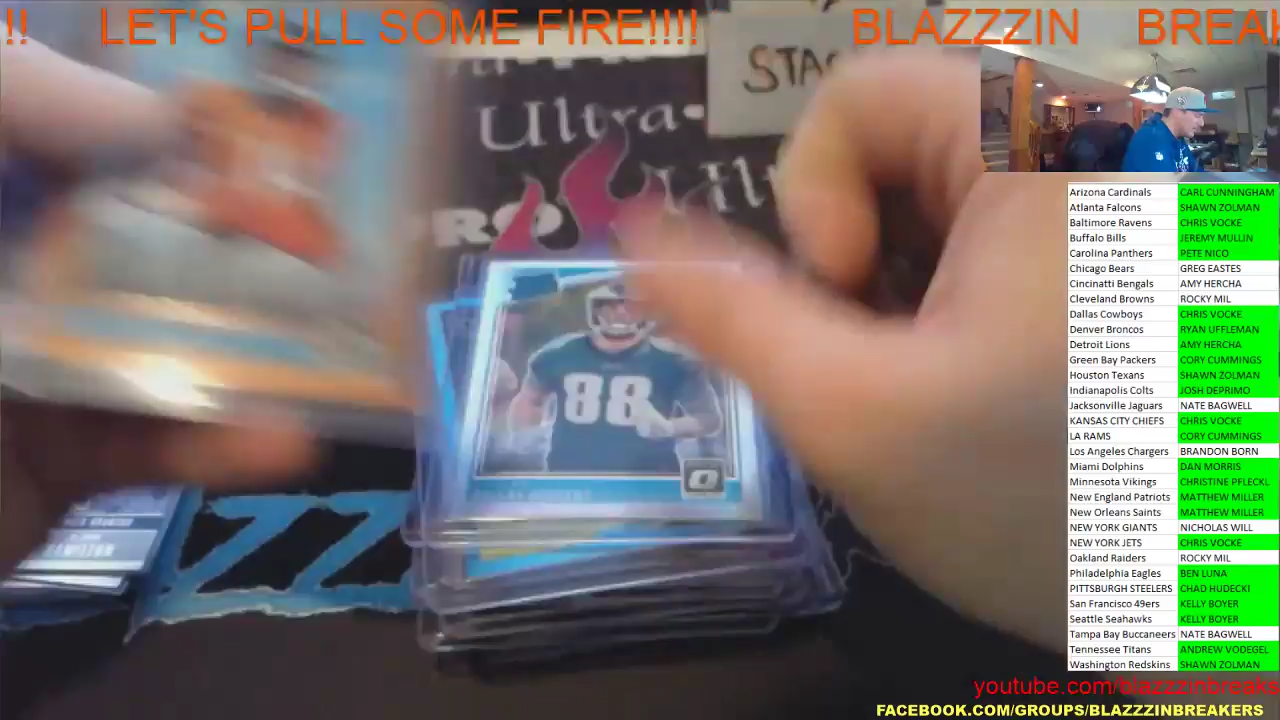 !! LET'S PULL SOME FIRE!!!! BLAZZZIN BREA
STA
Ultra
RO
88
ZZ
Arizona Cardinals CARL CUNNINGHAM
Atlanta Falcons SHAWN ZOLMAN
Baltimore Ravens CHRIS VOCKE
Buffalo Bills JEREMY MULLIN
Carolina Panthers PETE NICO
Chicago Bears GREG EASTES
Cincinatti Bengals AMY HERCHA
Cleveland Browns ROCKY MIL
Dallas Cowboys CHRIS VOCKE
Denver Broncos RYAN UFFLEMAN
Detroit Lions AMY HERCHA
Green Bay Packers CORY CUMMINGS
Houston Texans SHAWN ZOLMAN
Indianapolis Colts JOSH DEPRIMO
Jacksonville Jaguars NATE BAGWELL
KANSAS CITY CHIEFS CHRIS VOCKE
LA RAMS CORY CUMMINGS
Los Angeles Chargers BRANDON BORN
Miami Dolphins DAN MORRIS
Minnesota Vikings CHRISTINE PFLECKL
New England Patriots MATTHEW MILLER
New Orleans Saints MATTHEW MILLER
NEW YORK GIANTS NICHOLAS WILL
NEW YORK JETS CHRIS VOCKE
Oakland Raiders ROCKY MIL
Philadelphia Eagles BEN LUNA
PITTSBURGH STEELERS CHAD HUDECKI
San Francisco 49ers KELLY BOYER
Seattle Seahawks KELLY BOYER
Tampa Bay Buccaneers NATE BAGWELL
Tennessee Titans ANDREW VODEGEL
Washington Redskins SHAWN ZOLMAN
youtube.com/blazzzinbreaks
FACEBOOK.COM/GROUPS/BLAZZZINBREAKERS